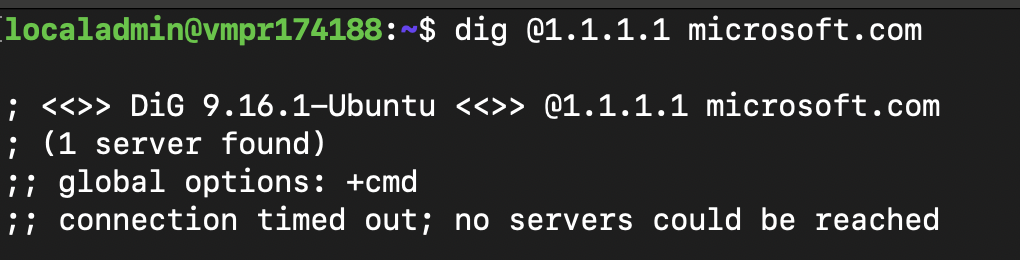 [localadmin@vmpr174188:~$ dig @1.1.1.1 microsoft.com
; <<>> DiG 9.16.1-Ubuntu <<>> @1.1.1.1 microsoft.com
; (1 server found)
;; global options: +cmd
;; connection timed out; no servers could be reached